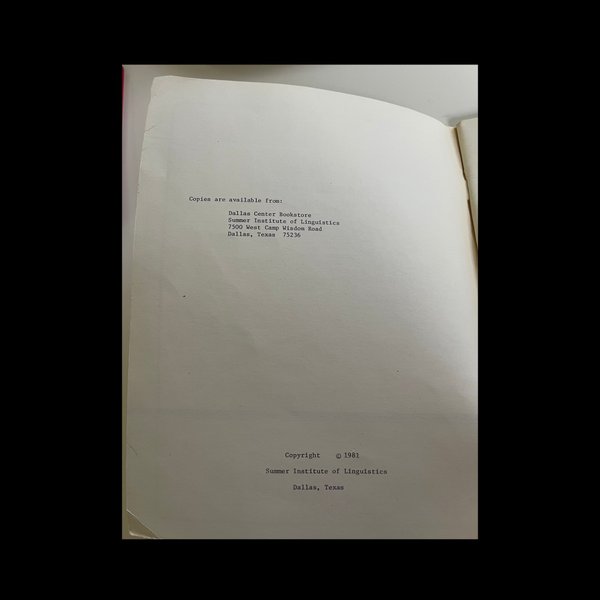 Copies are available from:
Dallas Center Bookstore
Summer Institute of Linguistics
7500 West Camp Wisdom Road
Dallas, Texas 75236
Copyright © 1981
Summer Institute of Linguistics
Dallas, Texas